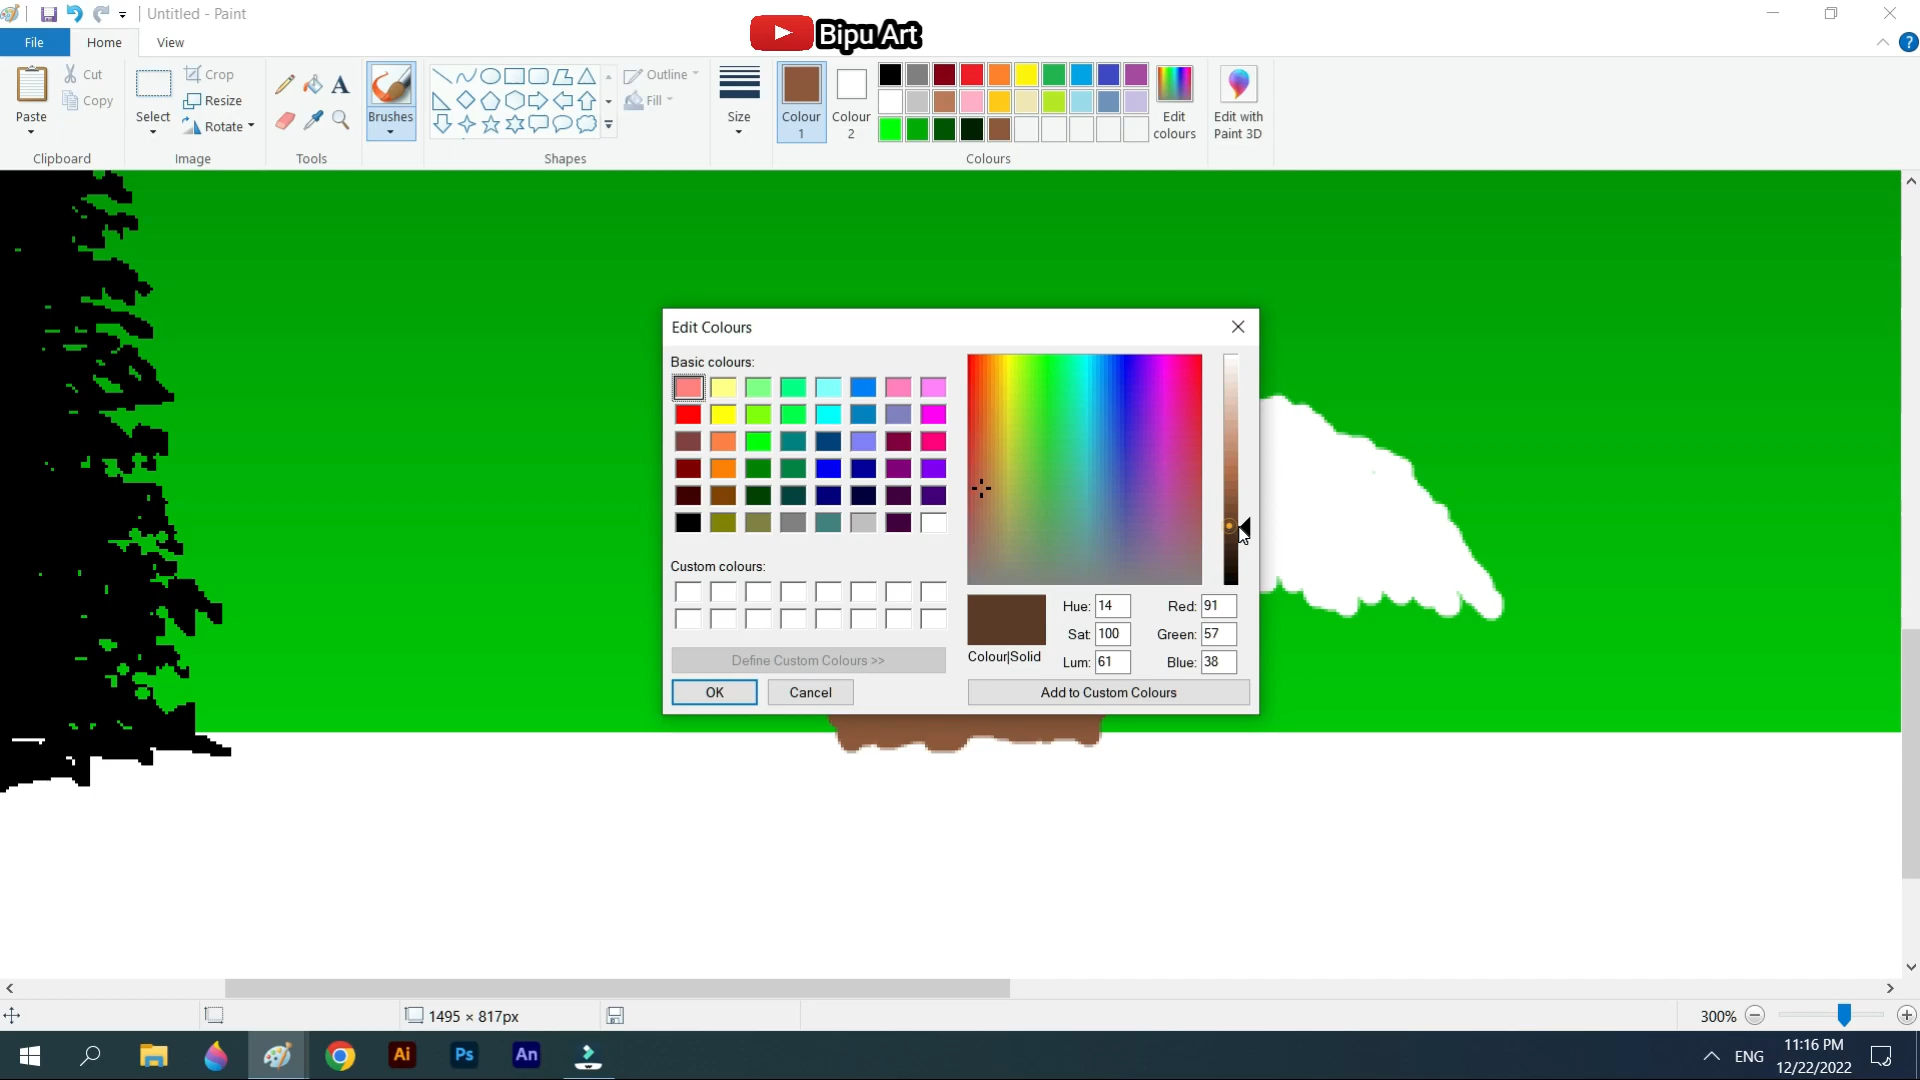 Untitled - Paint
Bipu Art
File
Home
View
Paste
Cut
Copy
Clipboard
Select
Crop
Resize
Rotate
Image
A
Tools
Brushes
Outline
Fill
Shapes
Size
Colour
1
Colour
2
Edit
colours
Edit with
Paint 3D
Colours
?
Edit Colours
Basic colours:
Custom colours:
Define Custom Colours >>
OK
Cancel
Colour|Solid
Hue: 14
Sat: 100
Lum: 61
Red: 91
Green: 57
Blue: 38
Add to Custom Colours
1495 × 817px
300%
Ai
Ps
An
ENG
11:16 PM
12/22/2022